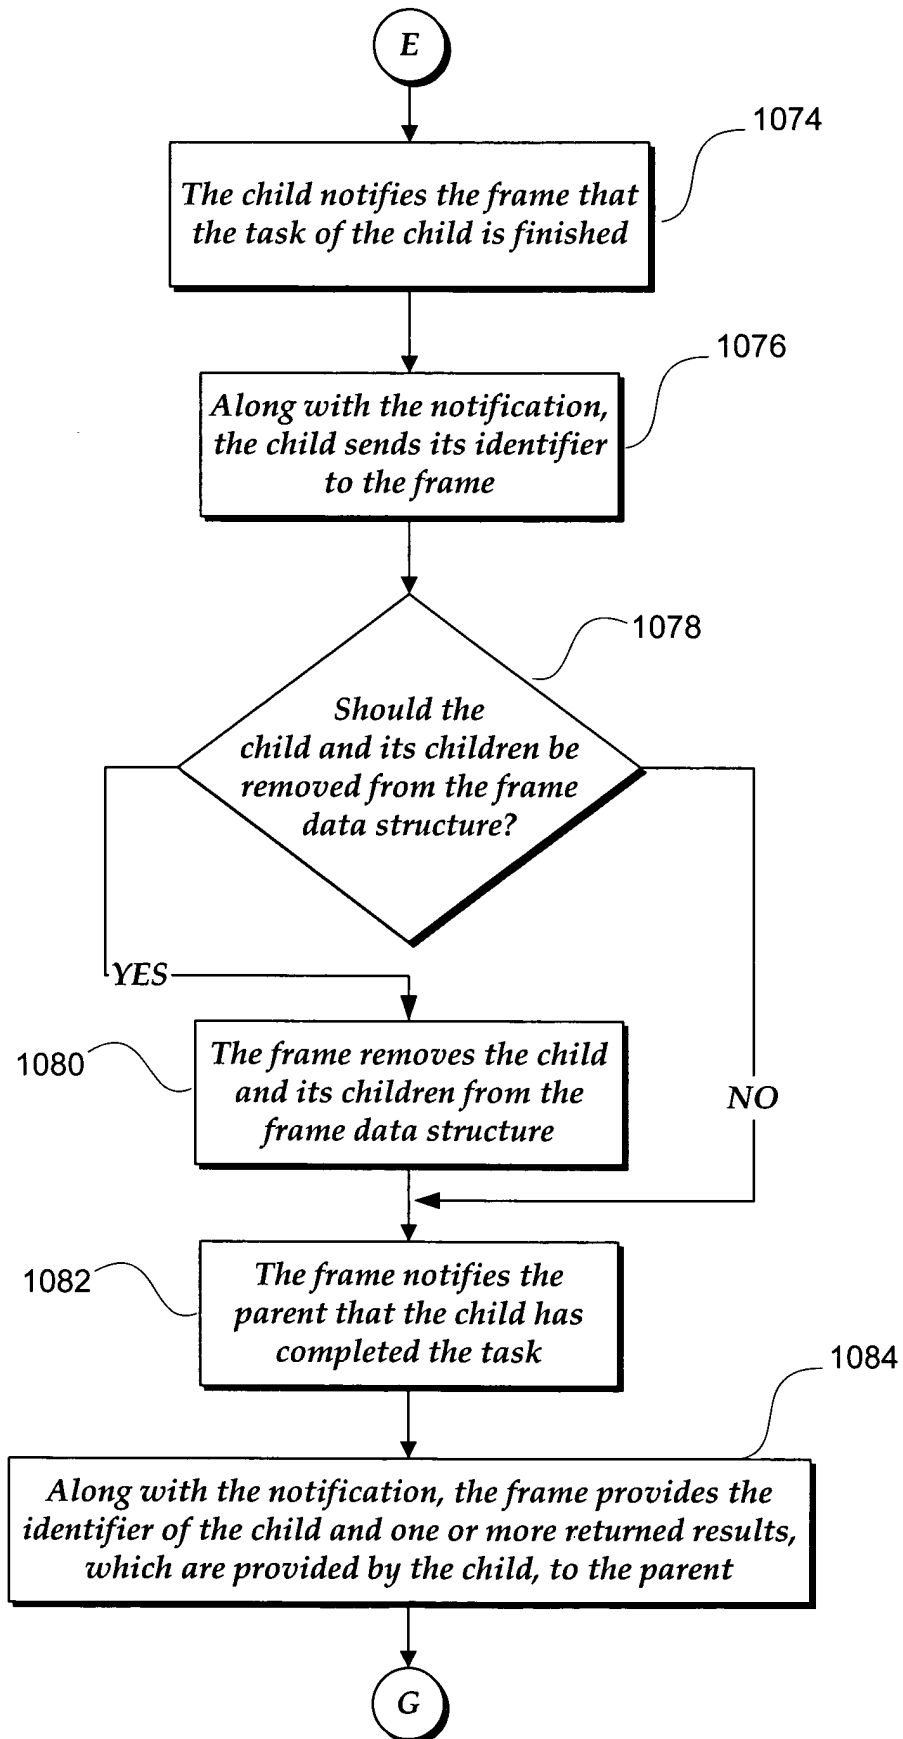 E
1074
The child notifies the frame that
the task of the child is finished
1076
Along with the notification,
the child sends its identifier
to the frame
1078
Should the
child and its children be
removed from the frame
data structure?
YES
1080
The frame removes the child
and its children from the
frame data structure
NO
1082
The frame notifies the
parent that the child has
completed the task
1084
Along with the notification, the frame provides the
identifier of the child and one or more returned results,
which are provided by the child, to the parent
G